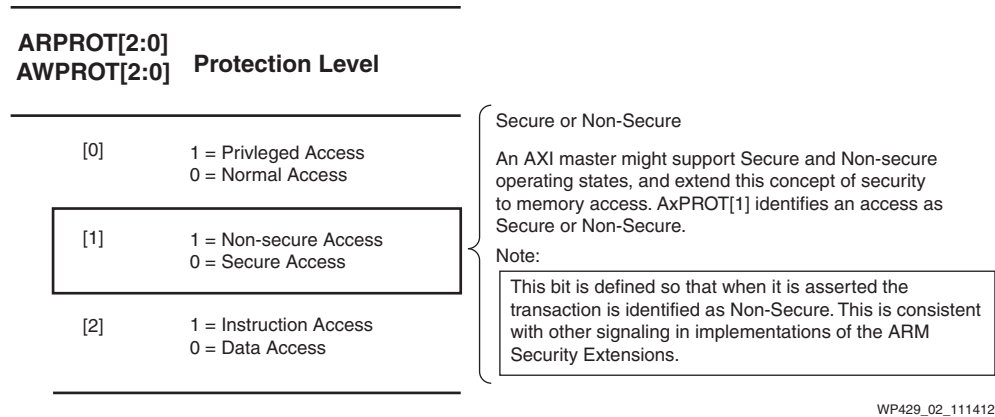 ARPROT[2:0]
AWPROT[2:0] Protection Level
[0] 1 = Privleged Access
0 = Normal Access
[1] 1 = Non-secure Access
0 = Secure Access
[2] 1 = Instruction Access
0 = Data Access
Secure or Non-Secure
An AXI master might support Secure and Non-secure
operating states, and extend this concept of security
to memory access. AxPROT[1] identifies an access as
Secure or Non-Secure.
Note:
This bit is defined so that when it is asserted the
transaction is identified as Non-Secure. This is consistent
with other signaling in implementations of the ARM
Security Extensions.
WP429_02_111412